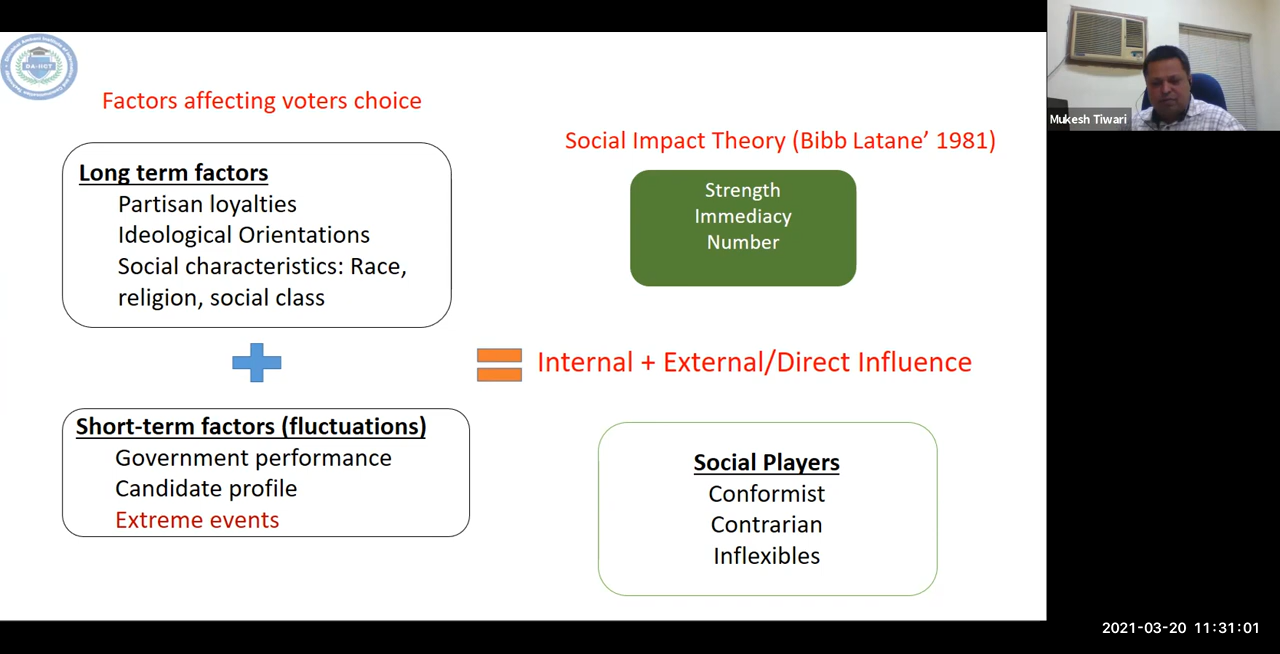 DA-IICT
Factors affecting voters choice
Long term factors
Partisan loyalties
Ideological Orientations
Social characteristics: Race,
religion, social class
Short-term factors (fluctuations)
Government performance
Candidate profile
Extreme events
Social Impact Theory (Bibb Latane’ 1981)
Strength
Immediacy
Number
Internal + External/Direct Influence
Social Players
Conformist
Contrarian
Inflexibles
Mukesh Tiwari
2021-03-20 11:31:01